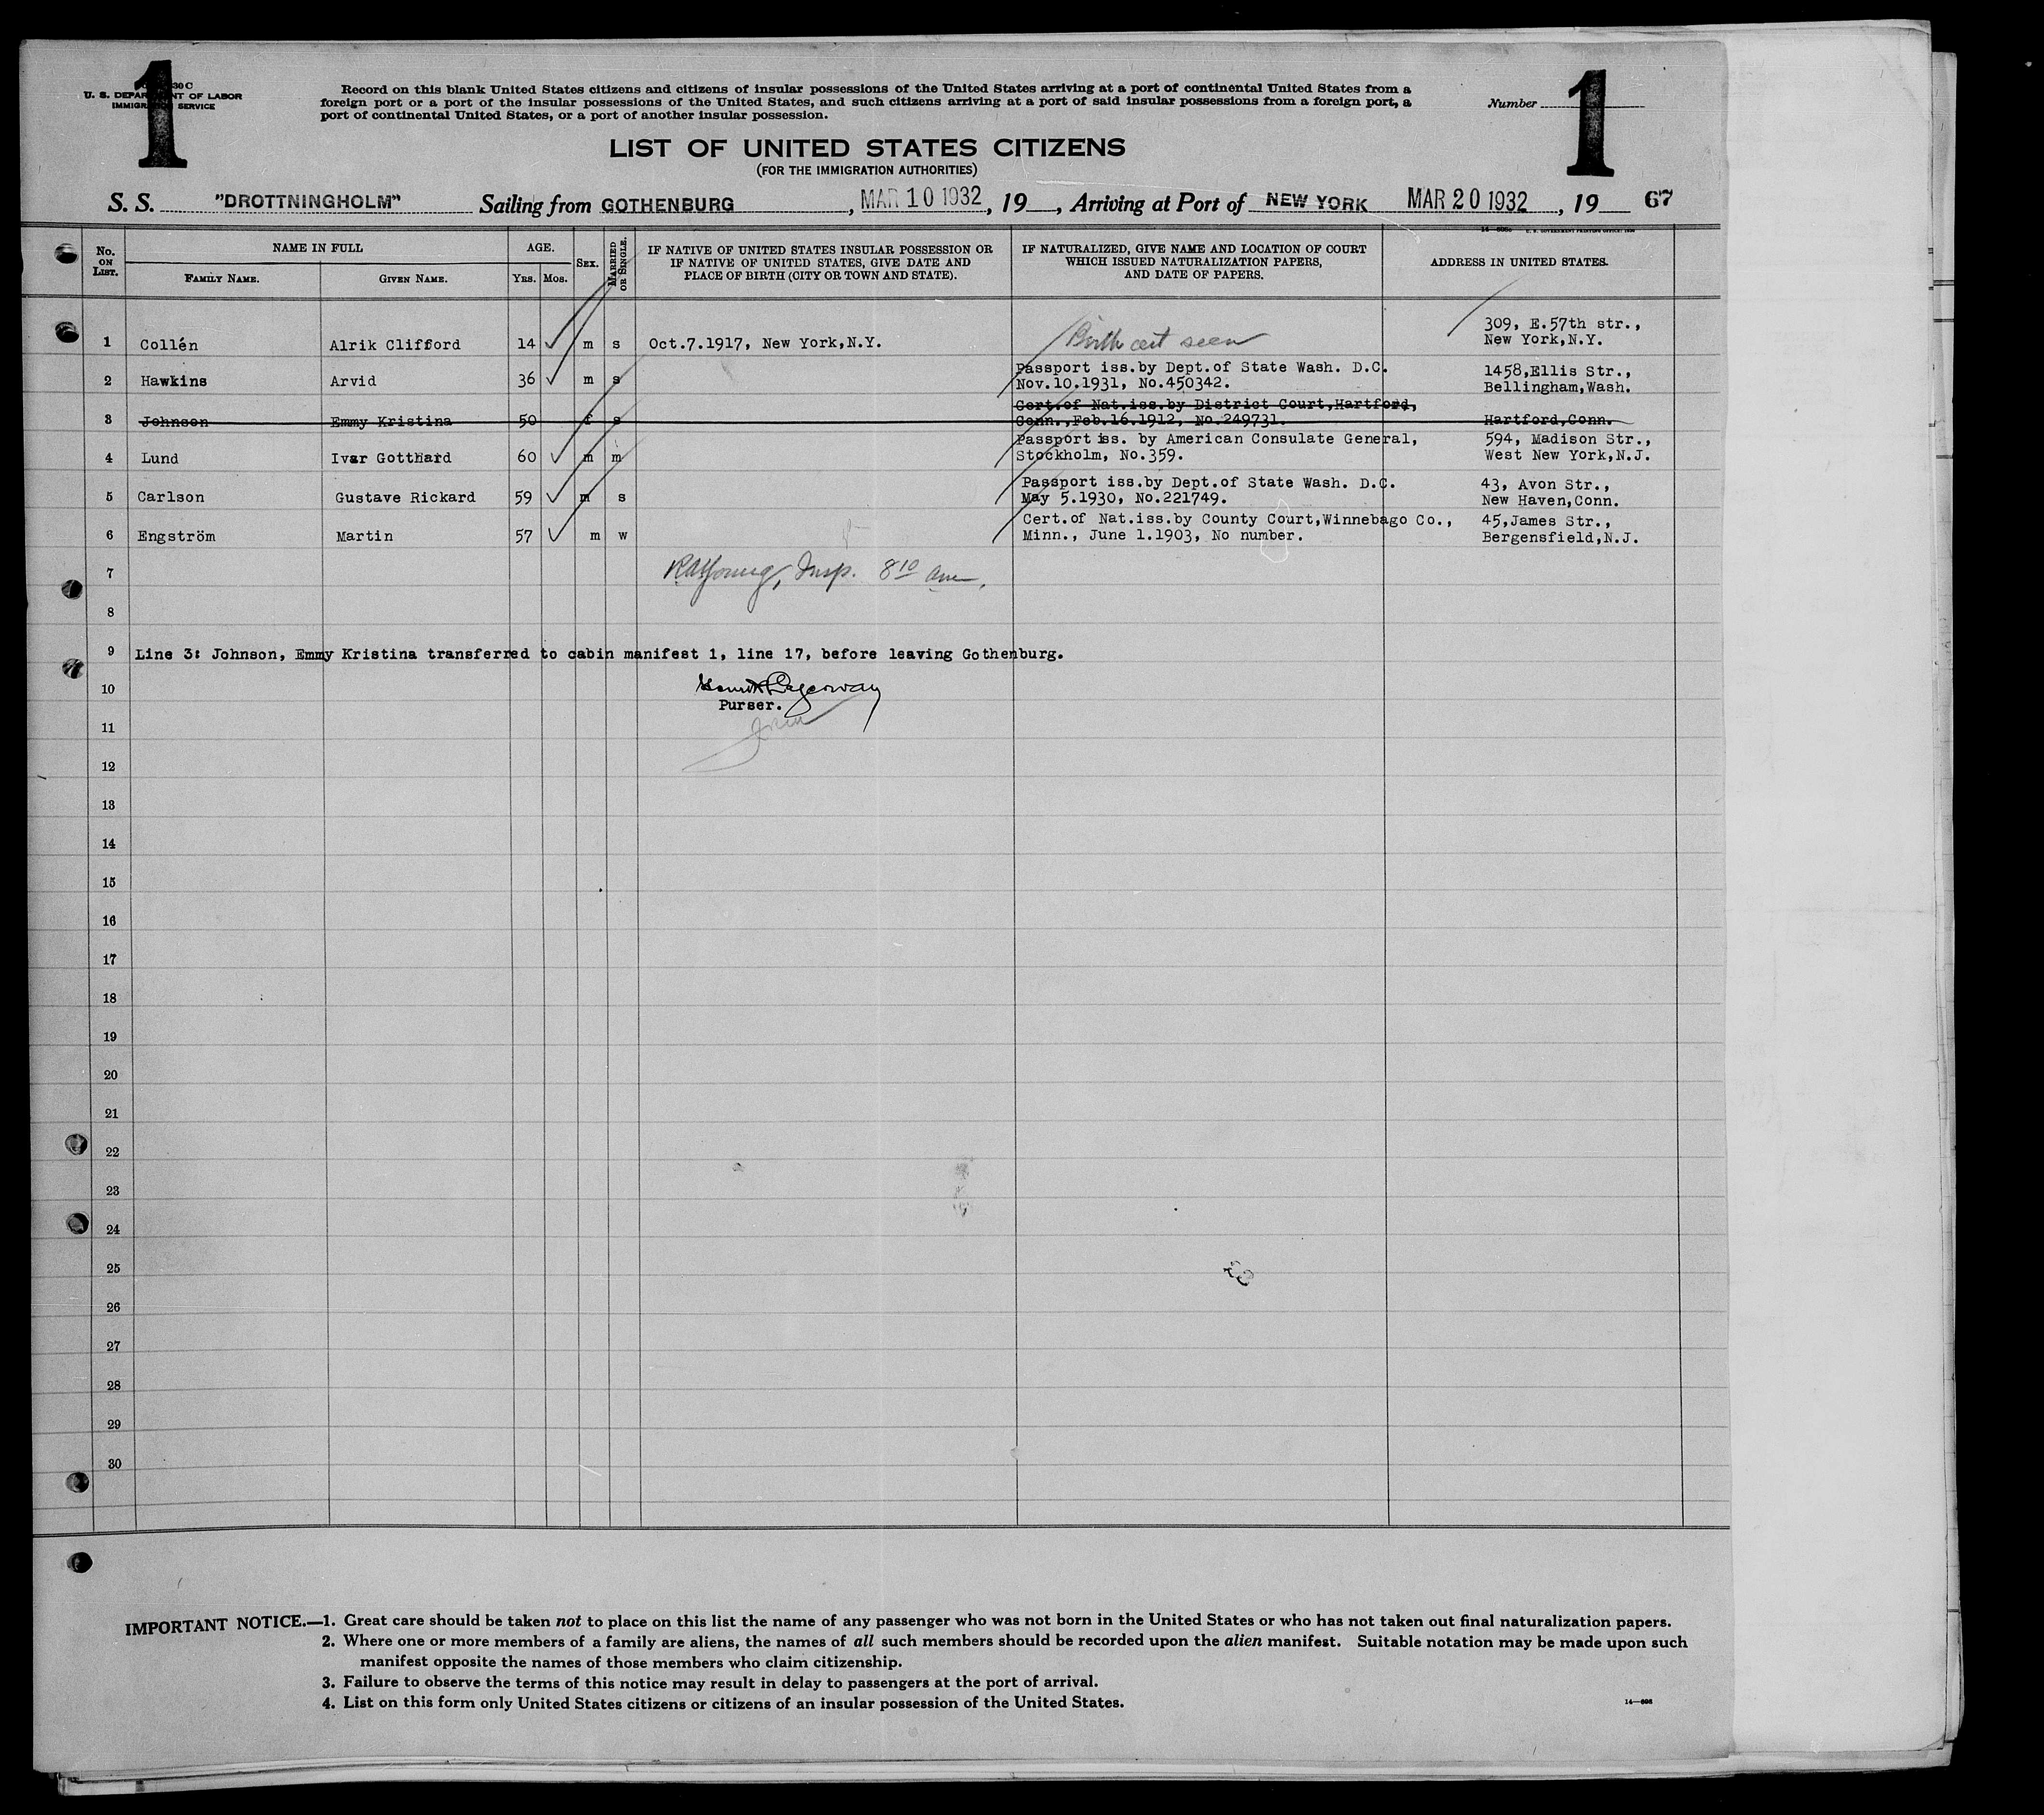 1
U. S. DEPARTMENT OF LABOR
IMMIGRATION SERVICE
Record on this blank United States citizens and citizens of insular possessions of the United States arriving at a port of continental United States from a
foreign port or a port of the insular possessions of the United States, and such citizens arriving at a port of said insular possessions from a foreign port, a
port of continental United States, or a port of another insular possession.
Number
1
LIST OF UNITED STATES CITIZENS
(FOR THE IMMIGRATION AUTHORITIES)
S. S. "DROTTNINGHOLM" Sailing from GOTHENBURG, MAR 10 1932, 19__, Arriving at Port of NEW YORK MAR 20 1932, 19__ 67
No. ON LIST.
NAME IN FULL
FAMILY NAME.
GIVEN NAME.
AGE.
YRS. MOS.
SEX.
MARRIED OR SINGLE.
IF NATIVE OF UNITED STATES INSULAR POSSESSION OR
IF NATIVE OF UNITED STATES, GIVE DATE AND
PLACE OF BIRTH (CITY OR TOWN AND STATE).
IF NATURALIZED, GIVE NAME AND LOCATION OF COURT
WHICH ISSUED NATURALIZATION PAPERS,
AND DATE OF PAPERS.
ADDRESS IN UNITED STATES.
309, E.57th str.,
1 Collén Alrik Clifford 14 m s Oct.7.1917, New York,N.Y. Birth cert seen New York,N.Y.
Passport iss.by Dept.of State Wash. D.C. 1458,Ellis Str.,
2 Hawkins Arvid 36 m s Nov.10.1931, No.450342. Bellingham,Wash.
Cert.of Nat.iss.by District Court,Hartford,
3 Johnson Emmy Kristina 50 f s Conn.,Feb.16.1912, No.249731. Hartford,Conn.
Passport iss. by American Consulate General, 594, Madison Str.,
4 Lund Ivar Gotthard 60 m m Stockholm, No.359. West New York,N.J.
Passport iss.by Dept.of State Wash. D.C. 43, Avon Str.,
5 Carlson Gustave Rickard 59 m s May 5.1930, No.221749. New Haven,Conn.
Cert.of Nat.iss.by County Court,Winnebago Co., 45,James Str.,
6 Engström Martin 57 m w Minn., June 1.1903, No number. Bergensfield,N.J.
7 Young, Insp. 8 10 am.
8
9 Line 3: Johnson, Emmy Kristina transferred to cabin manifest 1, line 17, before leaving Gothenburg.
10
Purser.
11
12
13
14
15
16
17
18
19
20
21
22
23
24
25
26
27
28
29
30
IMPORTANT NOTICE.—1. Great care should be taken not to place on this list the name of any passenger who was not born in the United States or who has not taken out final naturalization papers.
2. Where one or more members of a family are aliens, the names of all such members should be recorded upon the alien manifest. Suitable notation may be made upon such
manifest opposite the names of those members who claim citizenship.
3. Failure to observe the terms of this notice may result in delay to passengers at the port of arrival.
4. List on this form only United States citizens or citizens of an insular possession of the United States.